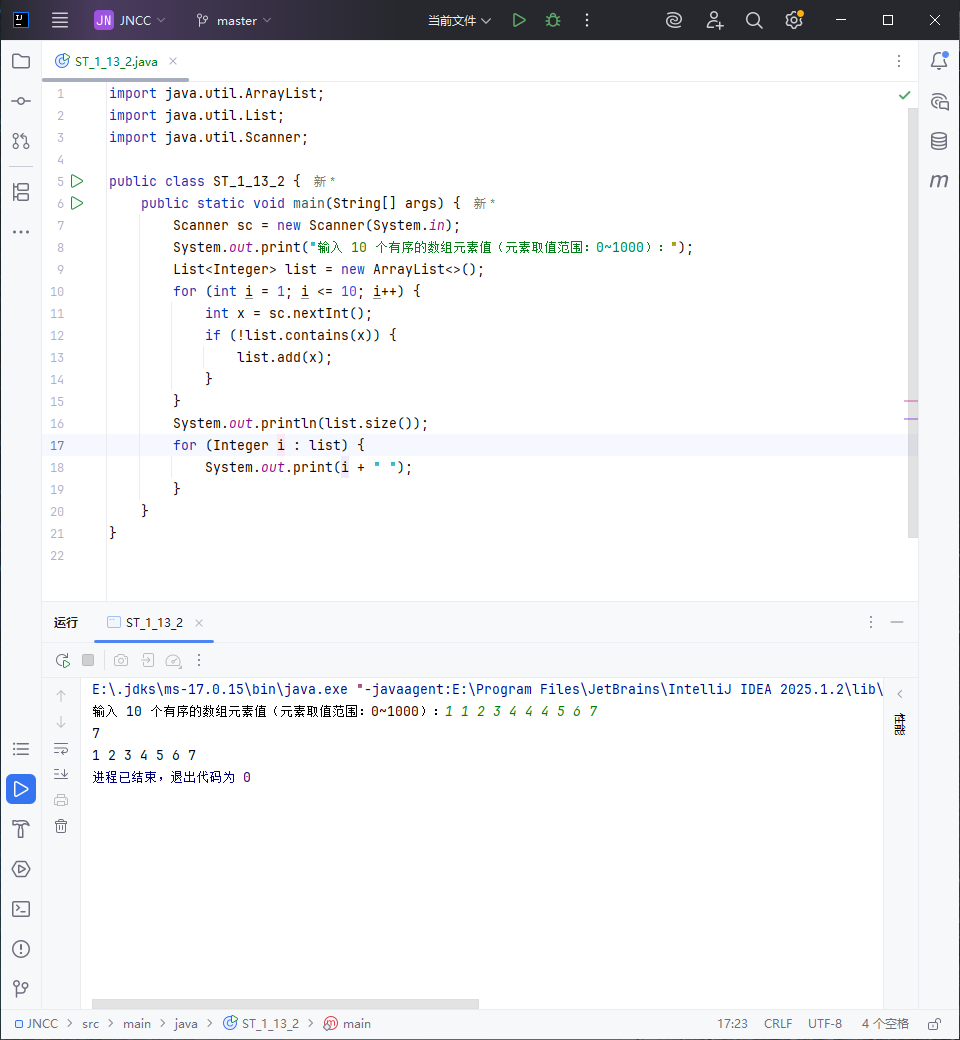 JN JNCC master 当前文件
ST_1_13_2.java
1 import java.util.ArrayList;
2 import java.util.List;
3 import java.util.Scanner;
4
5 public class ST_1_13_2 { 新 *
6 public static void main(String[] args) { 新 *
7 Scanner sc = new Scanner(System.in);
8 System.out.print("输入 10 个有序的数组元素值（元素取值范围：0~1000）：");
9 List<Integer> list = new ArrayList<>();
10 for (int i = 1; i <= 10; i++) {
11 int x = sc.nextInt();
12 if (!list.contains(x)) {
13 list.add(x);
14 }
15 }
16 System.out.println(list.size());
17 for (Integer i : list) {
18 System.out.print(i + " ");
19 }
20 }
21 }
22
运行 ST_1_13_2
E:\.jdks\ms-17.0.15\bin\java.exe "-javaagent:E:\Program Files\JetBrains\IntelliJ IDEA 2025.1.2\lib\
输入 10 个有序的数组元素值（元素取值范围：0~1000）：1 1 2 3 4 4 4 5 6 7
7
1 2 3 4 5 6 7
进程已结束，退出代码为 0
性能
JNCC > src > main > java > ST_1_13_2 > main 17:23 CRLF UTF-8 4 个空格